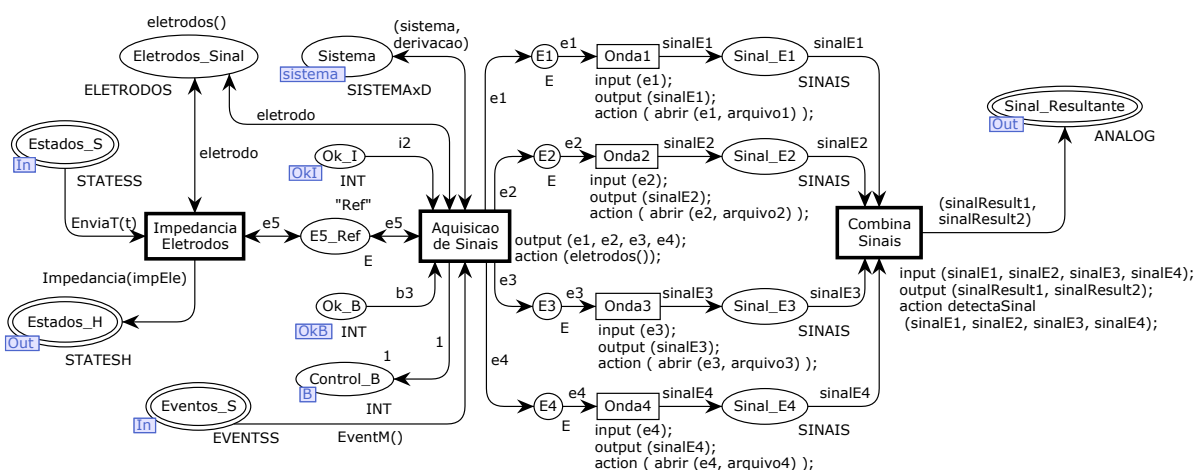 eletrodos()
Eletrodos_Sinal
ELETRODOS
(sistema,
derivacao)
Sistema
sistema
SISTEMAxD
eletrodo
eletrodo
Estados_S
In
STATESS
EnviaT(t)
Impedancia
Eletrodos
Impedancia(impEle)
Estados_H
Out
STATESH
Ok_I
OkI
INT
i2
"Ref"
e5
E5_Ref
e5
E
Aquisicao
de Sinais
output (e1, e2, e3, e4);
action (eletrodos());
Ok_B
OkB
INT
b3
1
1
Control_B
B
INT
Eventos_S
In
EVENTSS
EventM()
e1
E1
E
e1
Onda1
sinalE1
Sinal_E1
sinalE1
SINAIS
input (e1);
output (sinalE1);
action ( abrir (e1, arquivo1) );
e2
E2
E
e2
Onda2
sinalE2
Sinal_E2
sinalE2
SINAIS
input (e2);
output (sinalE2);
action ( abrir (e2, arquivo2) );
e3
E3
E
e3
Onda3
sinalE3
Sinal_E3
sinalE3
SINAIS
input (e3);
output (sinalE3);
action ( abrir (e3, arquivo3) );
e4
E4
E
e4
Onda4
sinalE4
Sinal_E4
sinalE4
SINAIS
input (e4);
output (sinalE4);
action ( abrir (e4, arquivo4) );
Combina
Sinais
(sinalResult1,
sinalResult2)
Sinal_Resultante
Out
ANALOG
input (sinalE1, sinalE2, sinalE3, sinalE4);
output (sinalResult1, sinalResult2);
action detectaSinal
(sinalE1, sinalE2, sinalE3, sinalE4);